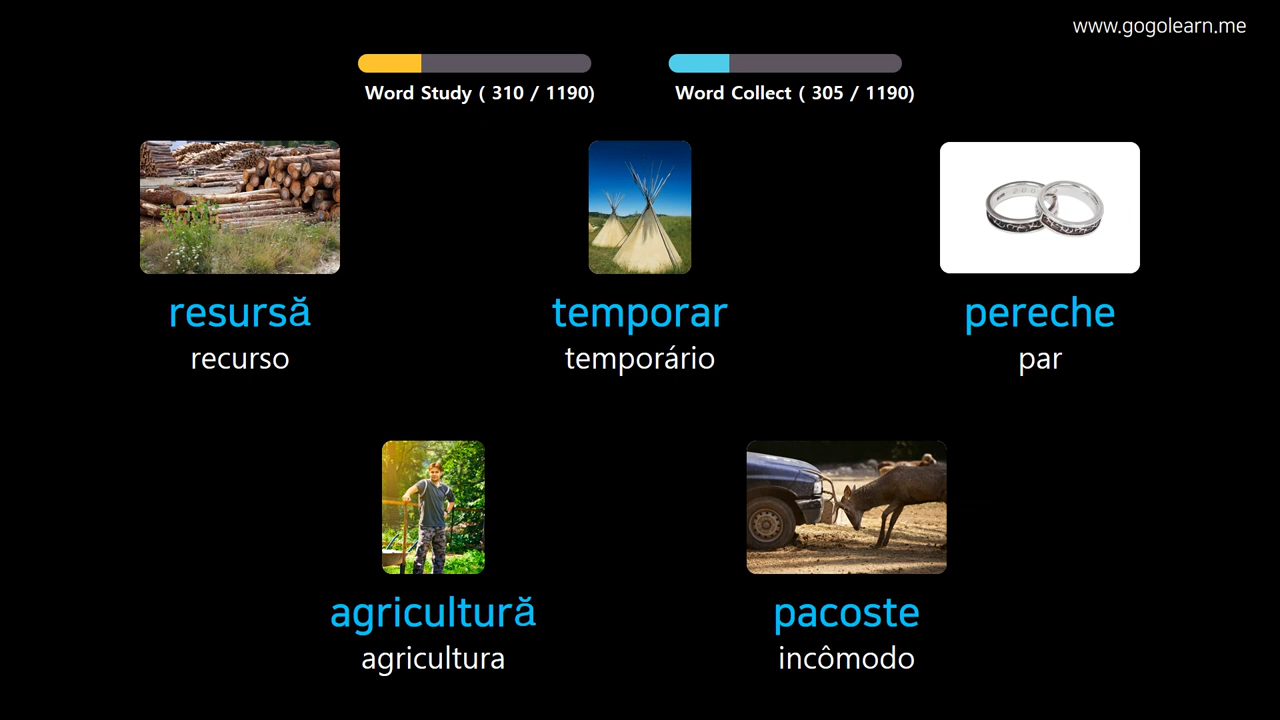 www.gogolearn.me
Word Study ( 310 / 1190)
Word Collect ( 305 / 1190)
resursă
temporar
pereche
recurso
temporário
par
agricultură
pacoste
agricultura
incômodo